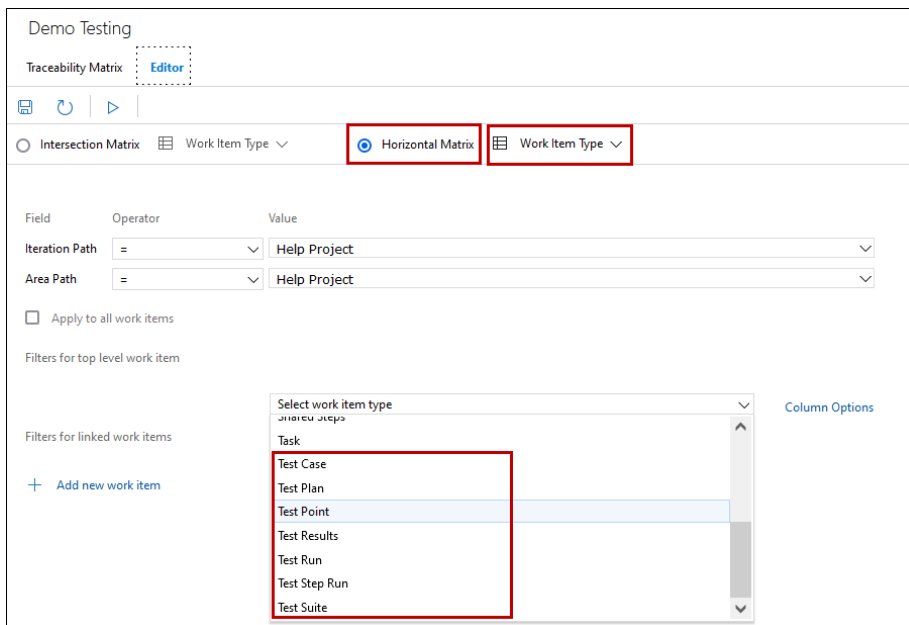 Demo Testing
Traceability Matrix Editor
Intersection Matrix Work Item Type Horizontal Matrix Work Item Type
Field Operator Value
Iteration Path = Help Project
Area Path = Help Project
Apply to all work items
Filters for top level work item
Select work item type Column Options
Shared Steps
Filters for linked work items
Task
Test Case
Add new work item
Test Plan
Test Point
Test Results
Test Run
Test Step Run
Test Suite